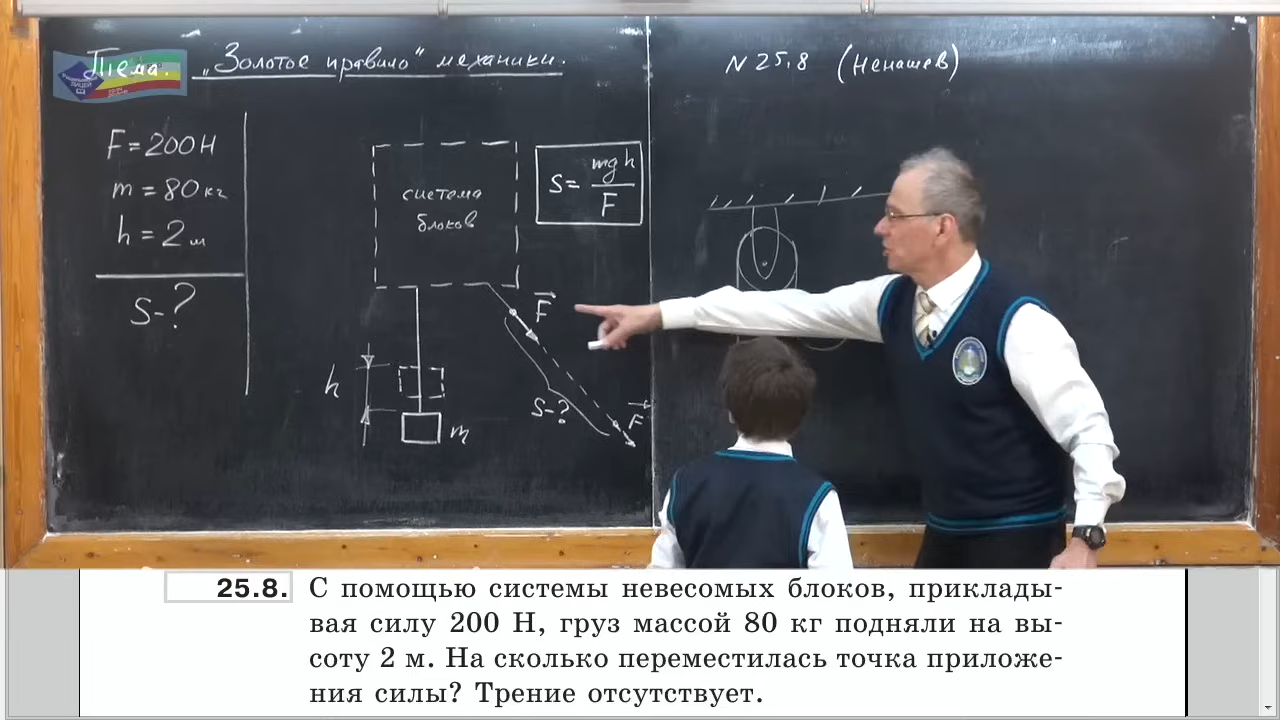 Тема. „Золотое правило" механики.
N 25.8 (Ненашев)
F = 200 Н
m = 80 кг
h = 2 м
S - ?
система
блоков
S = mgh / F
F
h
m
S - ?
F
25.8. С помощью системы невесомых блоков, приклады-
вая силу 200 Н, груз массой 80 кг подняли на вы-
соту 2 м. На сколько переместилась точка приложе-
ния силы? Трение отсутствует.